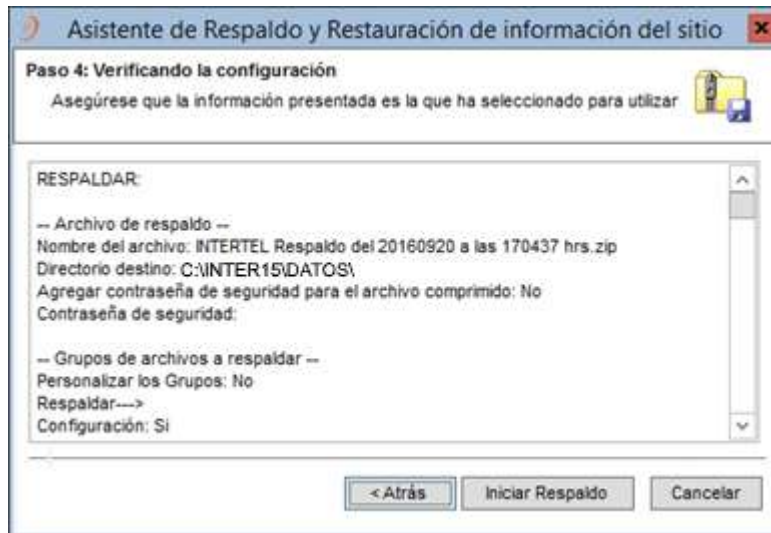 Asistente de Respaldo y Restauración de información del sitio
Paso 4: Verificando la configuración
Asegúrese que la información presentada es la que ha seleccionado para utilizar
RESPALDAR:
-- Archivo de respaldo --
Nombre del archivo: INTERTEL Respaldo del 20160920 a las 170437 hrs.zip
Directorio destino: C:\INTER15\DATOS\
Agregar contraseña de seguridad para el archivo comprimido: No
Contraseña de seguridad:
-- Grupos de archivos a respaldar --
Personalizar los Grupos: No
Respaldar--->
Configuración: Si
< Atrás Iniciar Respaldo Cancelar